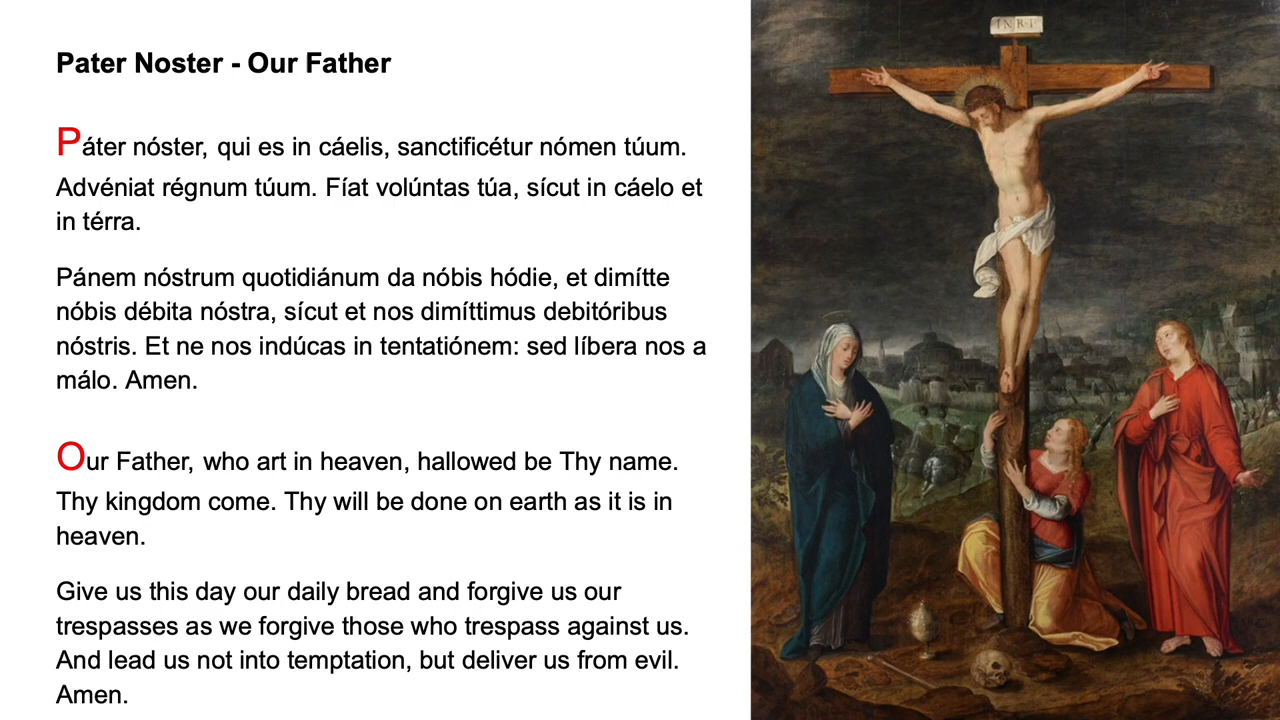 Pater Noster - Our Father
Páter nóster, qui es in cáelis, sanctificétur nómen túum.
Advéniat régnum túum. Fíat volúntas túa, sícut in cáelo et
in térra.
Pánem nóstrum quotidiánum da nóbis hódie, et dimítte
nóbis débita nóstra, sícut et nos dimíttimus debitóribus
nóstris. Et ne nos indúcas in tentatiónem: sed líbera nos a
málo. Amen.
Our Father, who art in heaven, hallowed be Thy name.
Thy kingdom come. Thy will be done on earth as it is in
heaven.
Give us this day our daily bread and forgive us our
trespasses as we forgive those who trespass against us.
And lead us not into temptation, but deliver us from evil.
Amen.
INRI